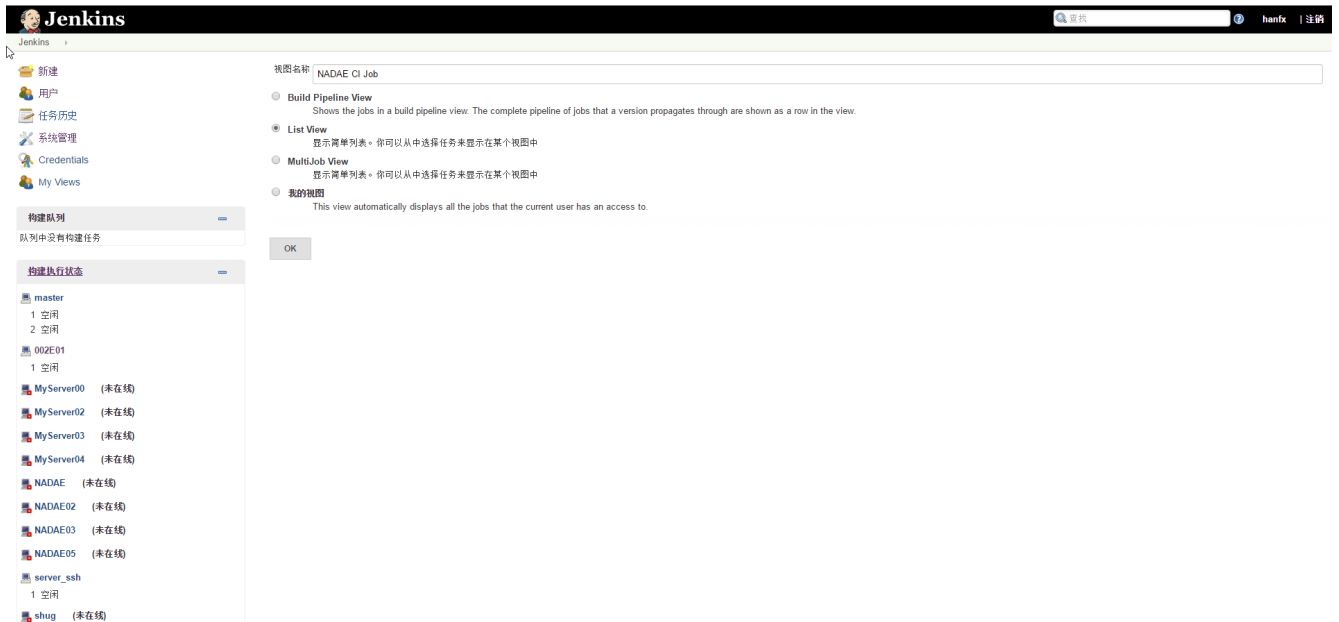 Jenkins
查找
hanfx | 注销
Jenkins
新建
用户
任务历史
系统管理
Credentials
My Views
构建队列
队列中没有构建任务
构建执行状态
master
1 空闲
2 空闲
002E01
1 空闲
MyServer00 (未在线)
MyServer02 (未在线)
MyServer03 (未在线)
MyServer04 (未在线)
NADAE (未在线)
NADAE02 (未在线)
NADAE03 (未在线)
NADAE05 (未在线)
server_ssh
1 空闲
shug (未在线)
视图名称 NADAE CI Job
Build Pipeline View
Shows the jobs in a build pipeline view. The complete pipeline of jobs that a version propagates through are shown as a row in the view.
List View
显示简单列表。你可以从中选择任务来显示在某个视图中
MultiJob View
显示简单列表。你可以从中选择任务来显示在某个视图中
我的视图
This view automatically displays all the jobs that the current user has an access to.
OK